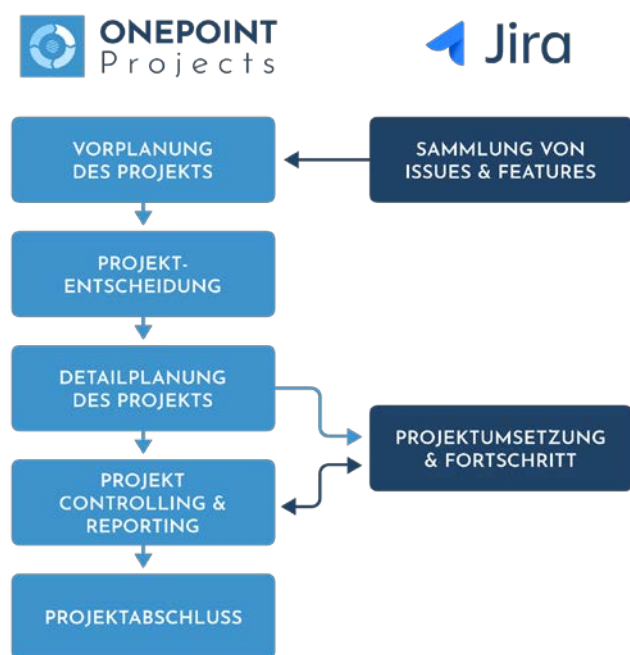 ONEPOINT
Projects
Jira
VORPLANUNG
DES PROJEKTS
SAMMLUNG VON
ISSUES & FEATURES
PROJEKT-
ENTSCHEIDUNG
DETAILPLANUNG
DES PROJEKTS
PROJEKTUMSETZUNG
& FORTSCHRITT
PROJEKT
CONTROLLING &
REPORTING
PROJEKTABSCHLUSS